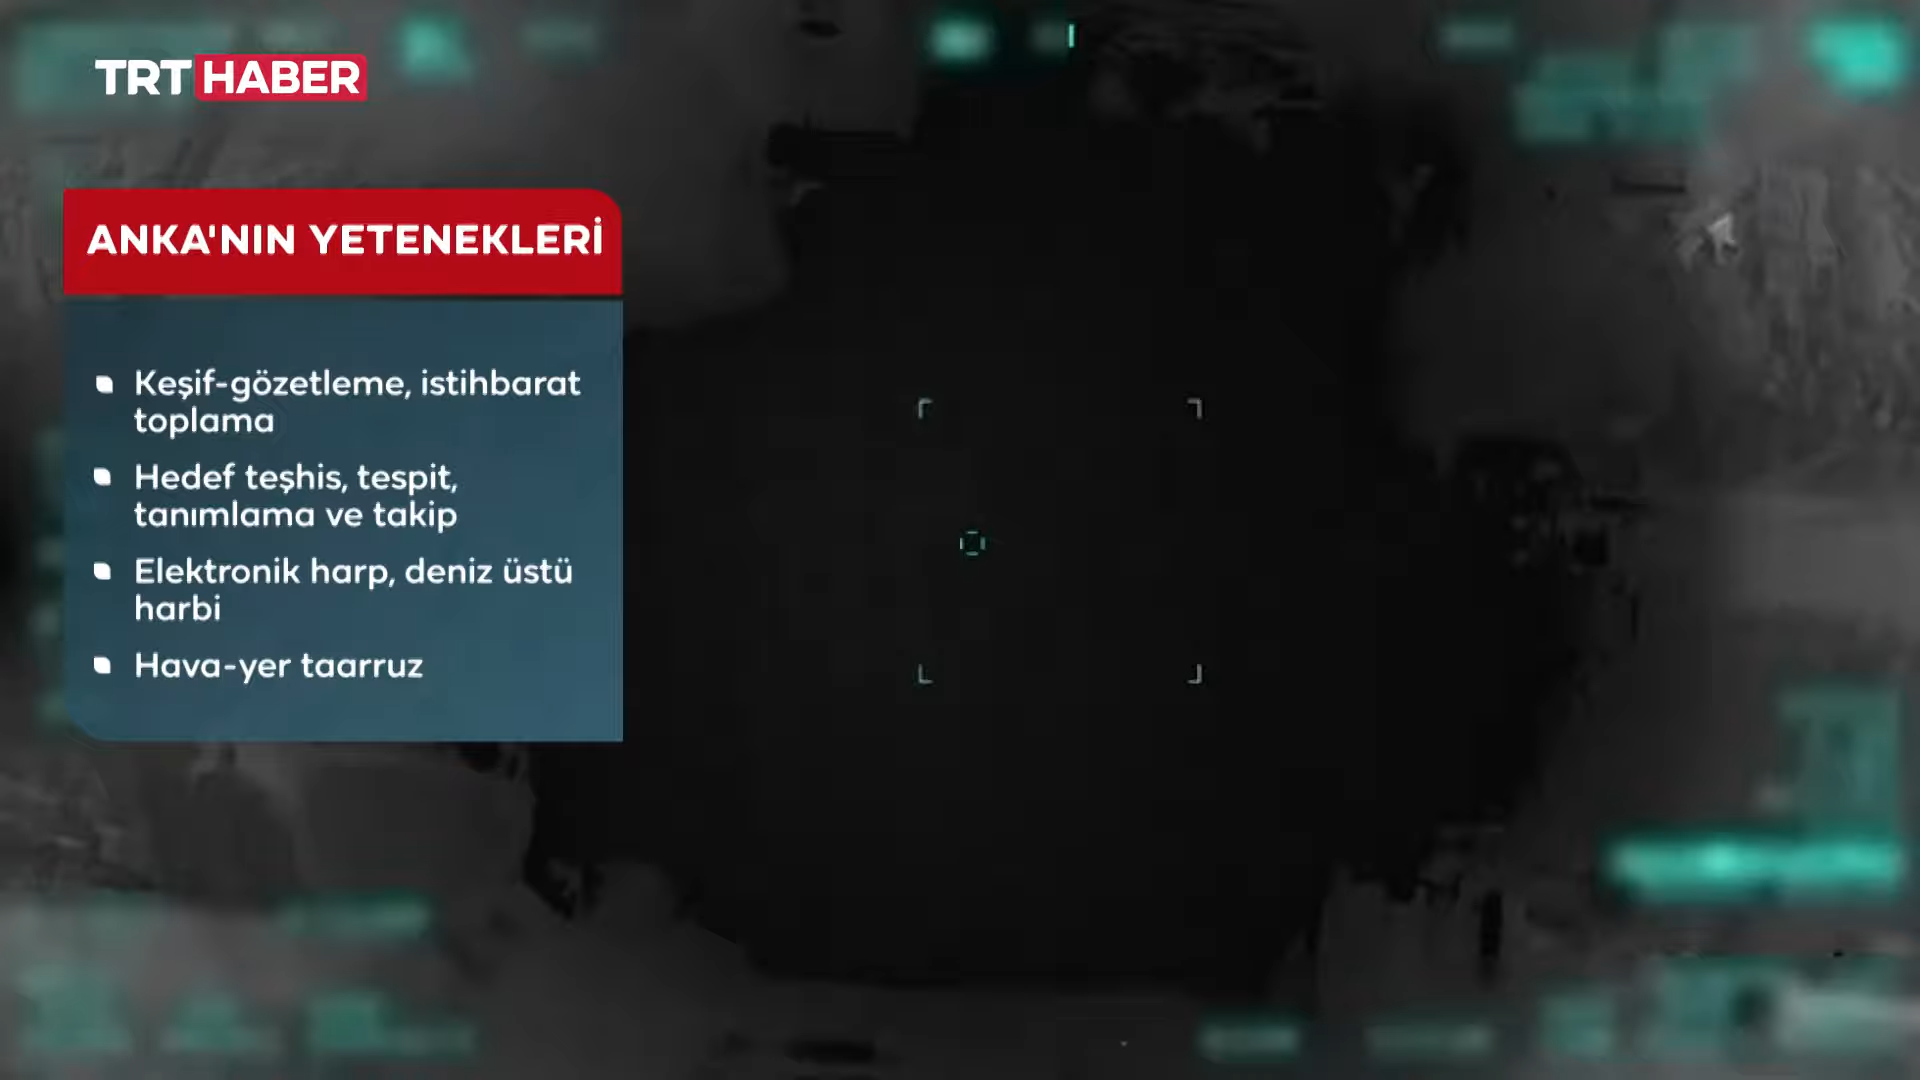 TRT HABER
ANKA'NIN YETENEKLERİ
Keşif-gözetleme, istihbarat
toplama
Hedef teşhis, tespit,
tanımlama ve takip
Elektronik harp, deniz üstü
harbi
Hava-yer taarruz